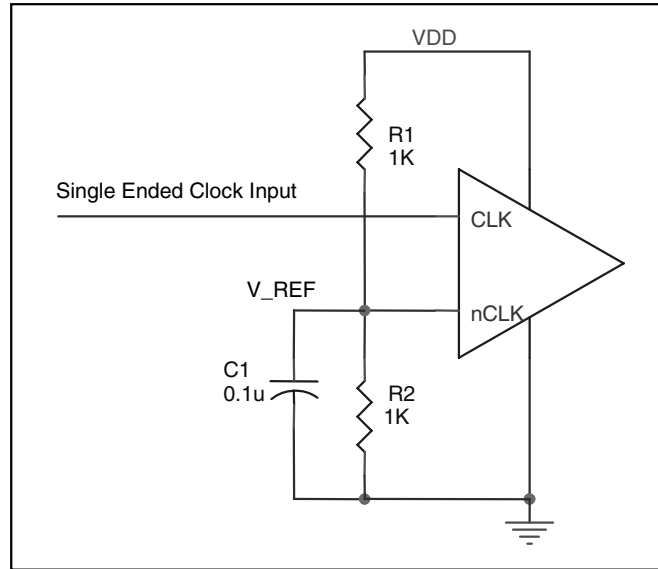 VDD
R1
1K
Single Ended Clock Input
CLK
V_REF
nCLK
C1
0.1u
R2
1K